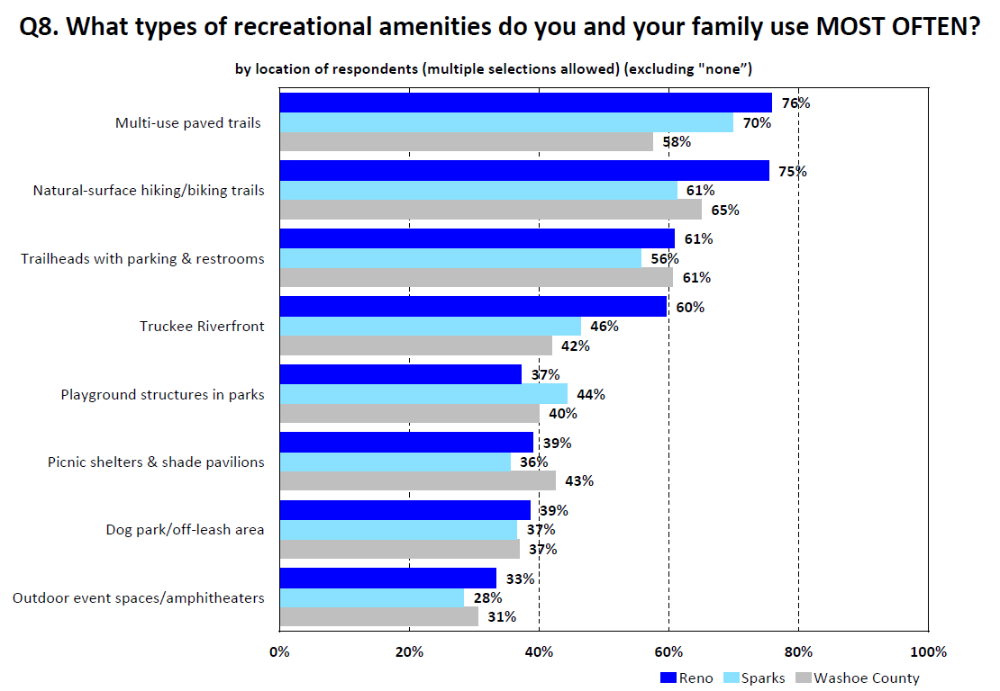 Q8. What types of recreational amenities do you and your family use MOST OFTEN?
by location of respondents (multiple selections allowed) (excluding "none”)
Multi-use paved trails
76%
70%
58%
Natural-surface hiking/biking trails
75%
61%
65%
Trailheads with parking & restrooms
61%
56%
61%
Truckee Riverfront
60%
46%
42%
Playground structures in parks
37%
44%
40%
Picnic shelters & shade pavilions
39%
36%
43%
Dog park/off-leash area
39%
37%
37%
Outdoor event spaces/amphitheaters
33%
28%
31%
0% 20% 40% 60% 80% 100%
Reno Sparks Washoe County